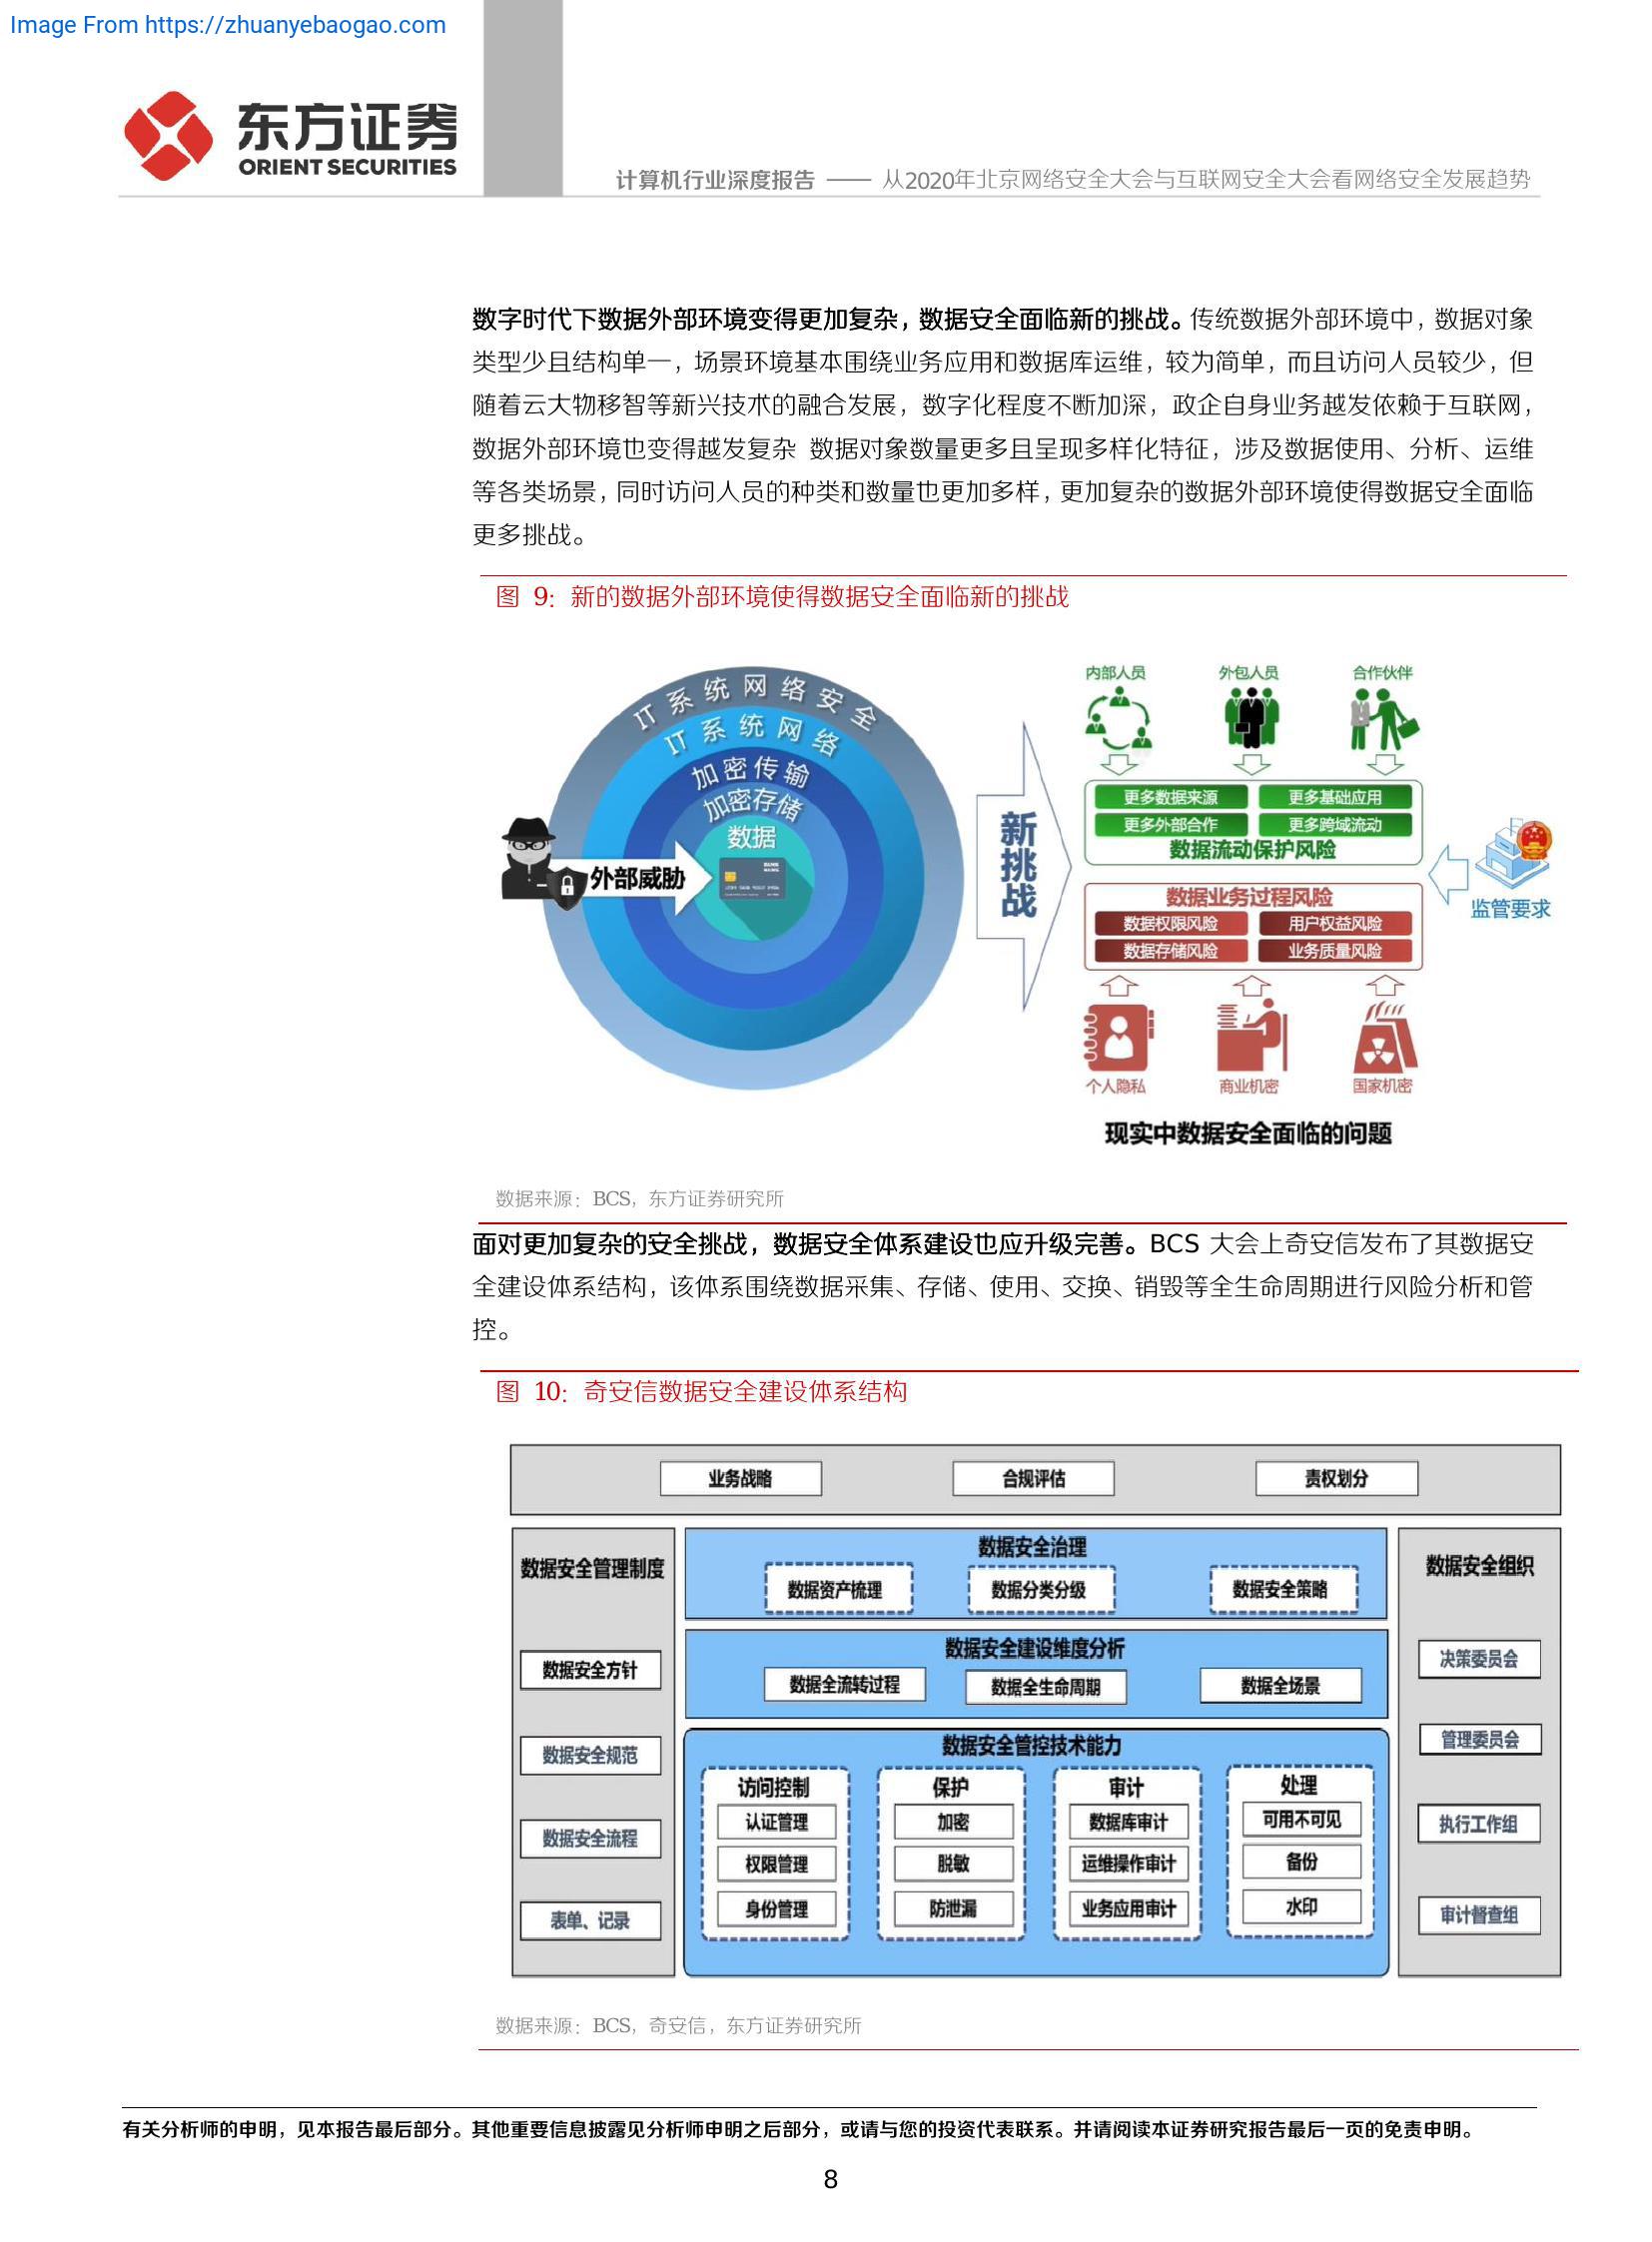 Image From https://zhuanyebaogao.com
东方证券
ORIENT SECURITIES
计算机行业深度报告 —— 从2020年北京网络安全大会与互联网安全大会看网络安全发展趋势
数字时代下数据外部环境变得更加复杂，数据安全面临新的挑战。传统数据外部环境中，数据对象
类型少且结构单一，场景环境基本围绕业务应用和数据库运维，较为简单，而且访问人员较少，但
随着云大物移智等新兴技术的融合发展，数字化程度不断加深，政企自身业务越发依赖于互联网，
数据外部环境也变得越发复杂 数据对象数量更多且呈现多样化特征，涉及数据使用、分析、运维
等各类场景，同时访问人员的种类和数量也更加多样，更加复杂的数据外部环境使得数据安全面临
更多挑战。
图 9：新的数据外部环境使得数据安全面临新的挑战
IT系统网络安全
IT系统网络
加密传输
加密存储
数据
外部威胁
新挑战
内部人员 外包人员 合作伙伴
更多数据来源 更多基础应用
更多外部合作 更多跨域流动
数据流动保护风险
数据业务过程风险
数据权限风险 用户权益风险
数据存储风险 业务质量风险
监管要求
个人隐私 商业机密 国家机密
现实中数据安全面临的问题
数据来源：BCS，东方证券研究所
面对更加复杂的安全挑战，数据安全体系建设也应升级完善。BCS 大会上奇安信发布了其数据安
全建设体系结构，该体系围绕数据采集、存储、使用、交换、销毁等全生命周期进行风险分析和管
控。
图 10：奇安信数据安全建设体系结构
业务战略 合规评估 责权划分
数据安全管理制度
数据安全方针
数据安全规范
数据安全流程
表单、记录
数据安全治理
数据资产梳理 数据分类分级 数据安全策略
数据安全建设维度分析
数据全流转过程 数据全生命周期 数据全场景
数据安全管控技术能力
访问控制
认证管理
权限管理
身份管理
保护
加密
脱敏
防泄漏
审计
数据库审计
运维操作审计
业务应用审计
处理
可用不可见
备份
水印
数据安全组织
决策委员会
管理委员会
执行工作组
审计督查组
数据来源：BCS，奇安信，东方证券研究所
有关分析师的申明，见本报告最后部分。其他重要信息披露见分析师申明之后部分，或请与您的投资代表联系。并请阅读本证券研究报告最后一页的免责申明。
8